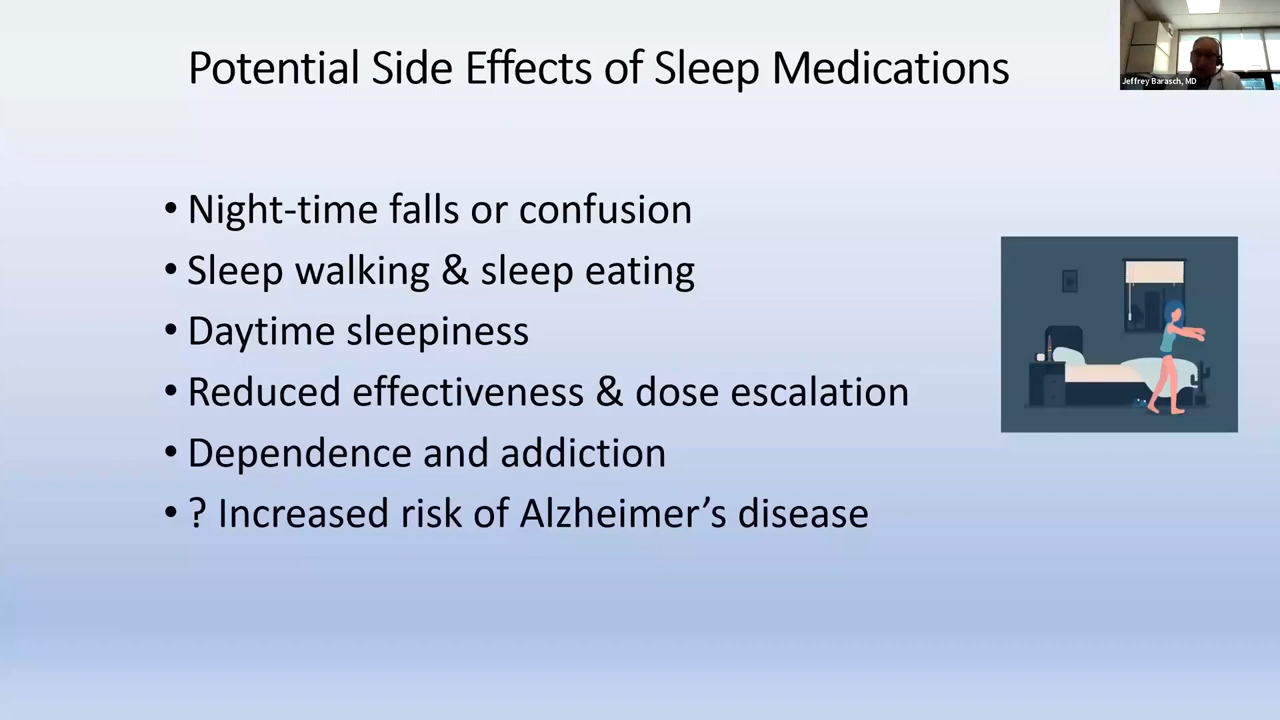 Potential Side Effects of Sleep Medications
Jeffrey Barasch, MD
• Night-time falls or confusion
• Sleep walking & sleep eating
• Daytime sleepiness
• Reduced effectiveness & dose escalation
• Dependence and addiction
• ? Increased risk of Alzheimer’s disease